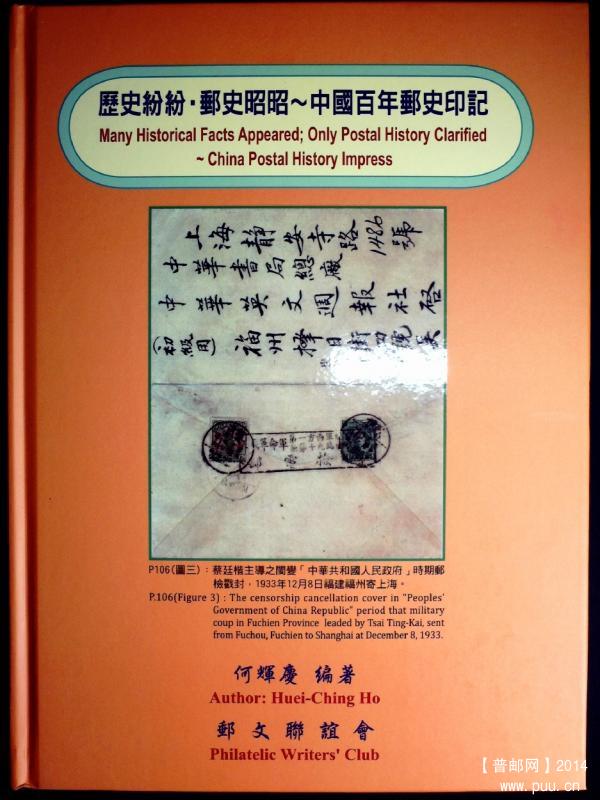 歷史紛紛·郵史昭昭~中國百年郵史印記
Many Historical Facts Appeared; Only Postal History Clarified
~ China Postal History Impress
上海靜安寺路1486號
中華書局總廠
中華英文週報社啓
(初級用)
福州
P106(圖三):蔡廷楷主導之閩變「中華共和國人民政府」時期郵
檢戳封,1933年12月8日福建福州寄上海。
P.106(Figure 3) : The censorship cancellation cover in "Peoples'
Government of China Republic" period that military
coup in Fuchien Province leaded by Tsai Ting-Kai, sent
from Fuchou, Fuchien to Shanghai at December 8, 1933.
何輝慶 編著
Author: Huei-Ching Ho
郵文聯誼會
Philatelic Writers' Club
【普邮网】2014
www.puu.cn